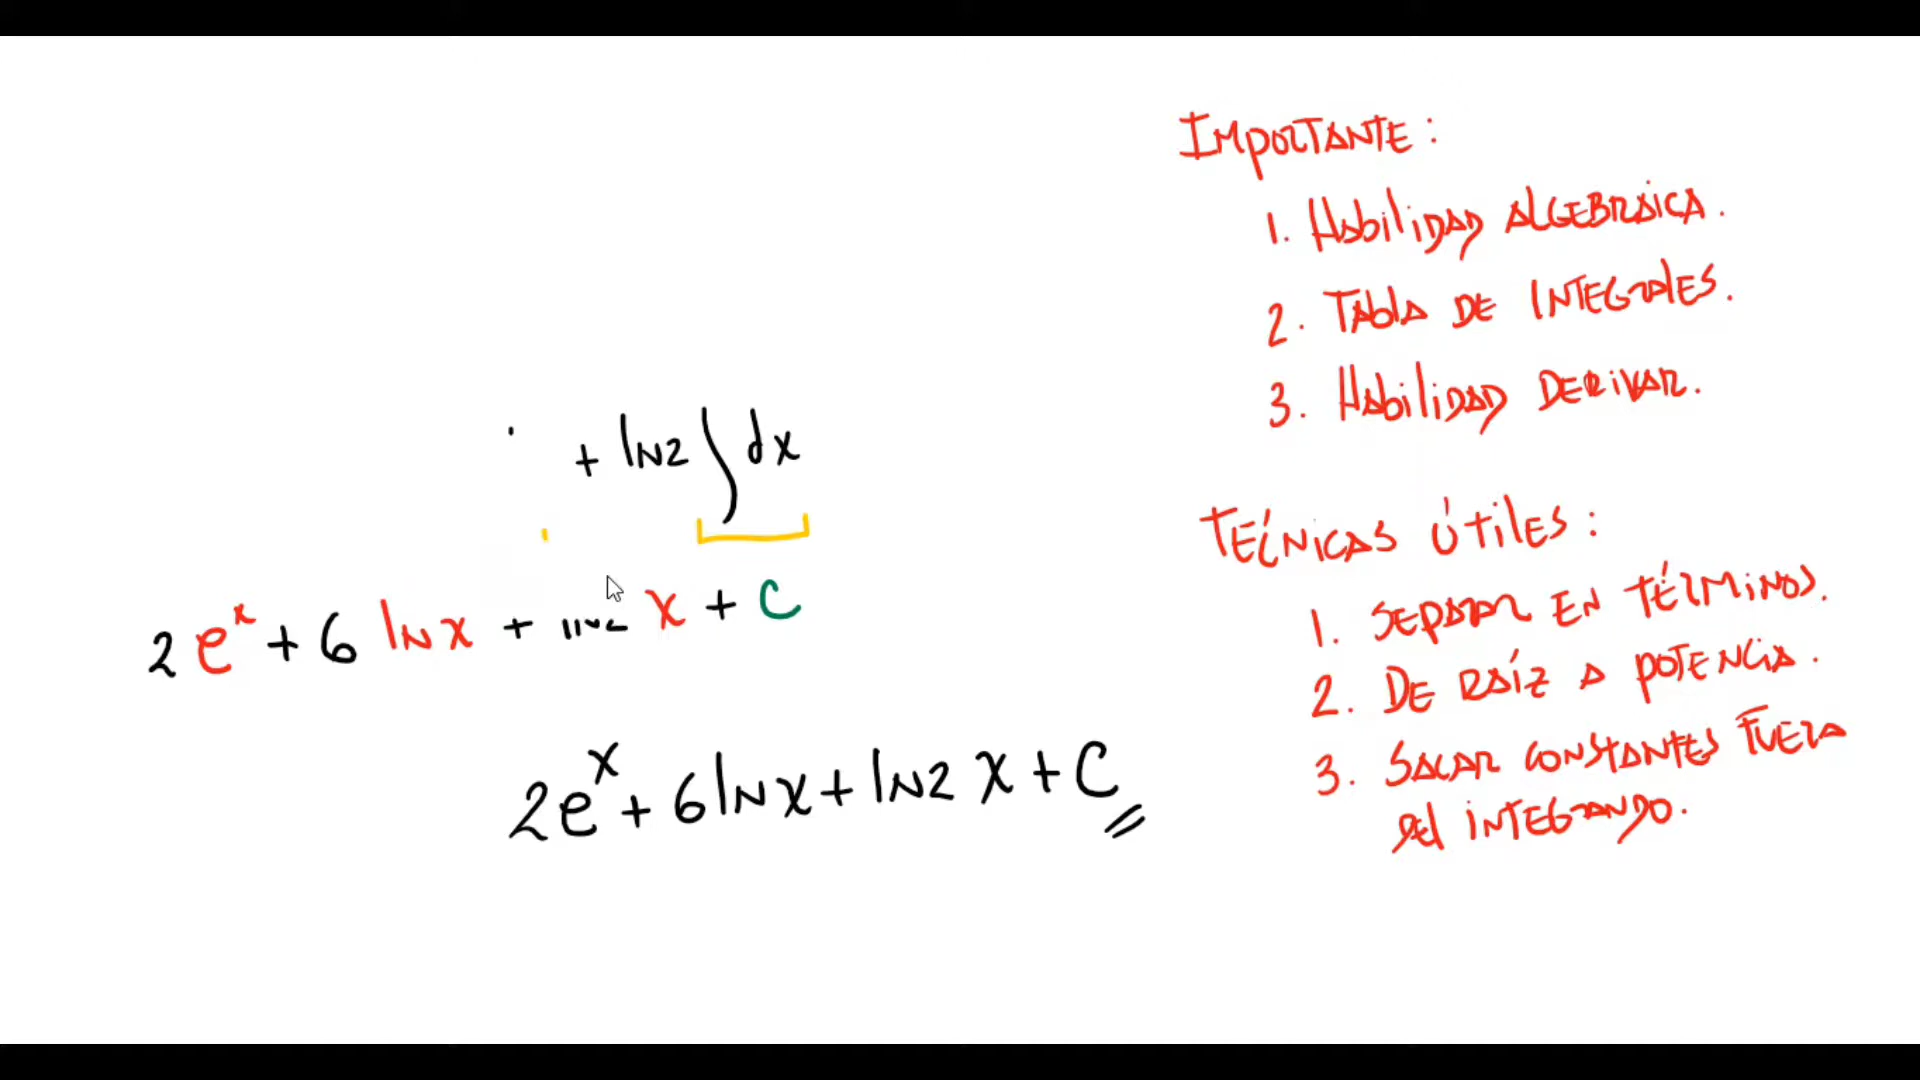 + ln2 ∫ dx
2 e^x + 6 ln x + x + C
2e^x + 6 ln x + ln2 x + C
IMPORTANTE:
1. Habilidad ALGEBRAICA.
2. Tabla DE INTEGRALES.
3. Habilidad DERIVAR.
TÉCNICAS ÚTILES:
1. SEPARAR EN TÉRMINOS.
2. DE RAÍZ A POTENCIA.
3. SACAR CONSTANTES FUERA
DEL INTEGRANDO.